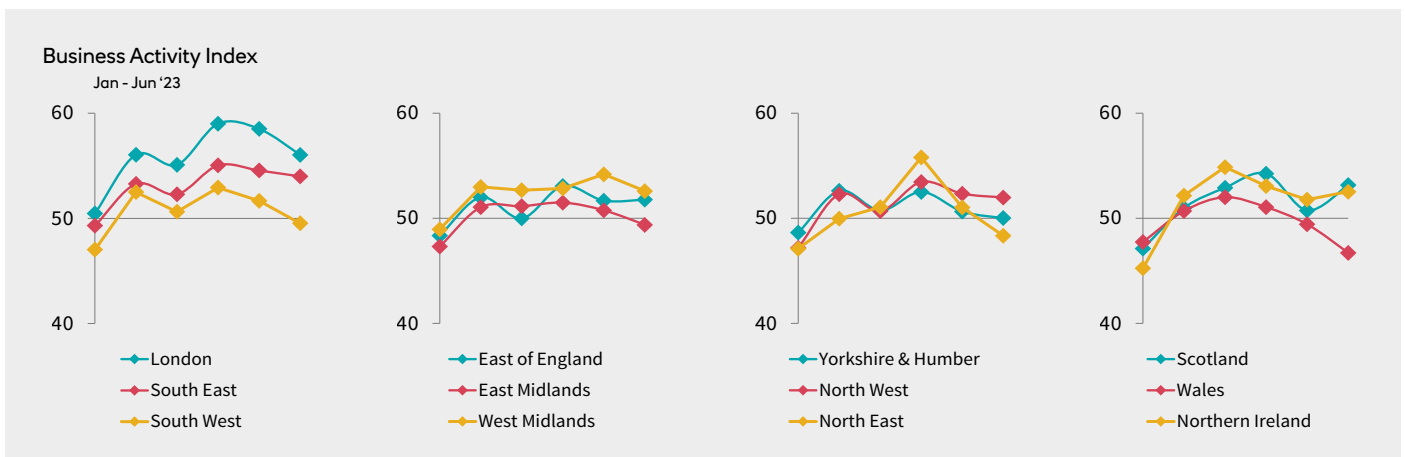 Business Activity Index
Jan - Jun ‘23
60
50
40
London
South East
South West
60
50
40
East of England
East Midlands
West Midlands
60
50
40
Yorkshire & Humber
North West
North East
60
50
40
Scotland
Wales
Northern Ireland